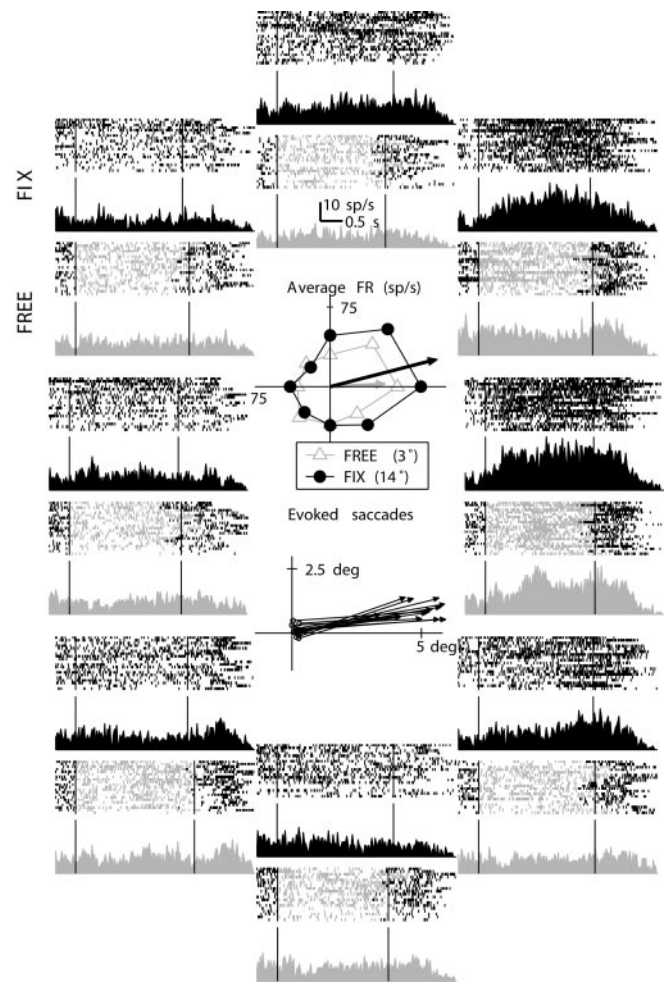 FIX
FREE
10 sp/s
0.5 s
Average FR (sp/s)
75
75
FREE (3°)
FIX (14°)
Evoked saccades
2.5 deg
5 deg